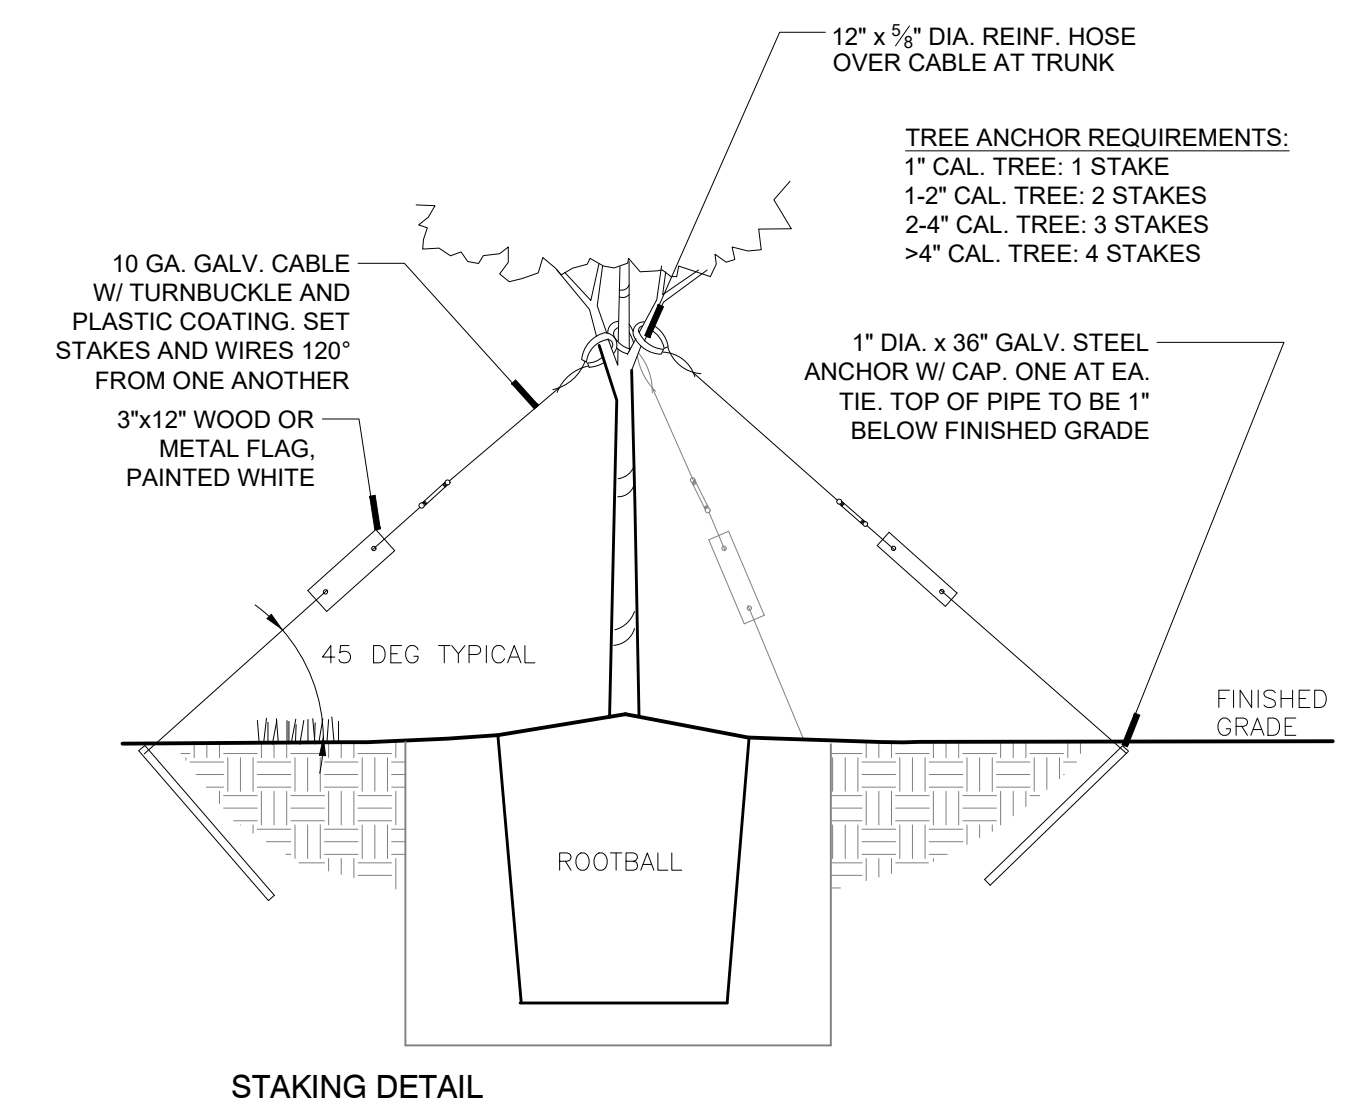 12" x ⅝" DIA. REINF. HOSE
OVER CABLE AT TRUNK
TREE ANCHOR REQUIREMENTS:
1" CAL. TREE: 1 STAKE
1-2" CAL. TREE: 2 STAKES
2-4" CAL. TREE: 3 STAKES
>4" CAL. TREE: 4 STAKES
10 GA. GALV. CABLE
W/ TURNBUCKLE AND
PLASTIC COATING. SET
STAKES AND WIRES 120°
FROM ONE ANOTHER
3"x12" WOOD OR
METAL FLAG,
PAINTED WHITE
1" DIA. x 36" GALV. STEEL
ANCHOR W/ CAP. ONE AT EA.
TIE. TOP OF PIPE TO BE 1"
BELOW FINISHED GRADE
45 DEG TYPICAL
FINISHED
GRADE
ROOTBALL
STAKING DETAIL